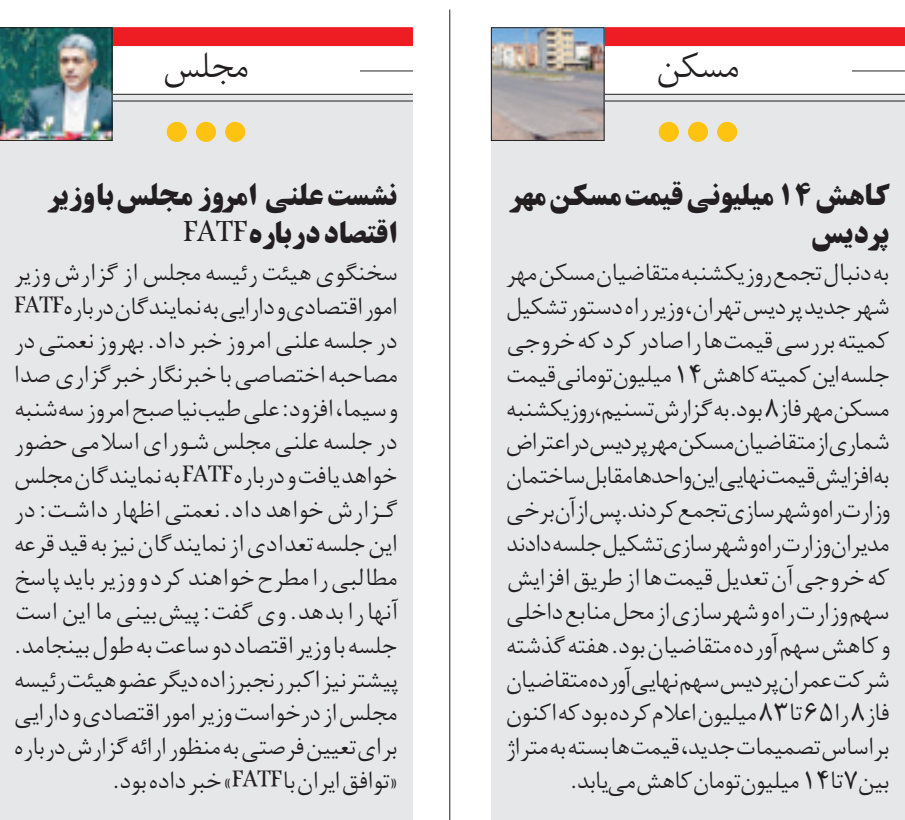 مسکن
کاهش ۱۴ میلیونی قیمت مسکن مهر
پردیس
به دنبال تجمع روز یکشنبه متقاضیان مسکن مهر
شهر جدید پردیس تهران، وزیر راه دستور تشکیل
کمیته بررسی قیمت‌ها را صادر کرد که خروجی
جلسه این کمیته کاهش ۱۴ میلیون تومانی قیمت
مسکن مهر فاز ۸ بود. به گزارش تسنیم، روز یکشنبه
شماری از متقاضیان مسکن مهر پردیس در اعتراض
به افزایش قیمت نهایی این واحدها مقابل ساختمان
وزارت راه و شهرسازی تجمع کردند. پس از آن برخی
مدیران وزارت راه و شهرسازی تشکیل جلسه دادند
که خروجی آن تعدیل قیمت‌ها از طریق افزایش
سهم وزارت راه و شهرسازی از محل منابع داخلی
و کاهش سهم آورده متقاضیان بود. هفته گذشته
شرکت عمران پردیس سهم نهایی آورده متقاضیان
فاز ۸ را ۶۵ تا ۸۳ میلیون اعلام کرده بود که اکنون
براساس تصمیمات جدید، قیمت‌ها بسته به متراژ
بین ۷ تا ۱۴ میلیون تومان کاهش می‌یابد.
مجلس
نشست علنی امروز مجلس با وزیر
اقتصاد درباره FATF
سخنگوی هیئت رئیسه مجلس از گزارش وزیر
امور اقتصادی و دارایی به نمایندگان درباره FATF
در جلسه علنی امروز خبر داد. بهروز نعمتی در
مصاحبه اختصاصی با خبرنگار خبرگزاری صدا
و سیما، افزود: علی طیب‌نیا صبح امروز سه‌شنبه
در جلسه علنی مجلس شورای اسلامی حضور
خواهد یافت و درباره FATF به نمایندگان مجلس
گزارش خواهد داد. نعمتی اظهار داشت: در
این جلسه تعدادی از نمایندگان نیز به قید قرعه
مطالبی را مطرح خواهند کرد و وزیر باید پاسخ
آنها را بدهد. وی گفت: پیش‌بینی ما این است
جلسه با وزیر اقتصاد دو ساعت به طول بینجامد.
پیشتر نیز اکبر رنجبرزاده دیگر عضو هیئت رئیسه
مجلس از درخواست وزیر امور اقتصادی و دارایی
برای تعیین فرصتی به منظور ارائه گزارش درباره
«توافق ایران با FATF» خبر داده بود.